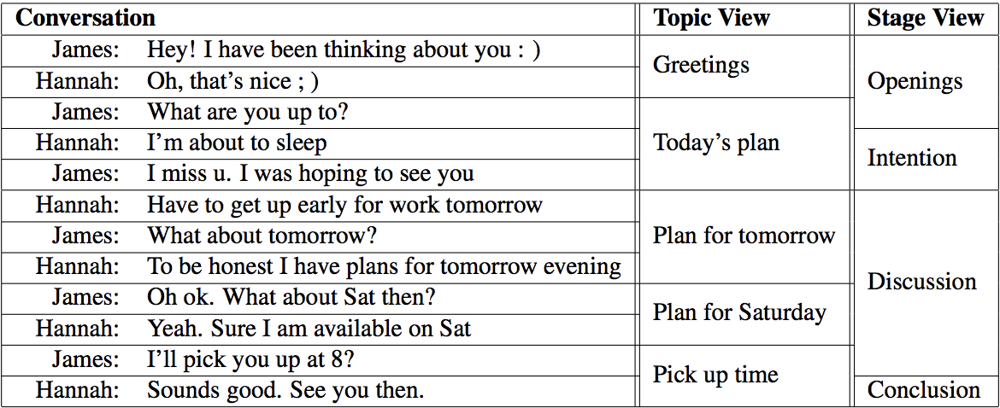 Conversation Topic View Stage View
James: Hey! I have been thinking about you : )
Greetings
Hannah: Oh, that's nice ; )
Openings
James: What are you up to?
Hannah: I'm about to sleep
Today's plan
Intention
James: I miss u. I was hoping to see you
Hannah: Have to get up early for work tomorrow
James: What about tomorrow?
Plan for tomorrow
Hannah: To be honest I have plans for tomorrow evening
Discussion
James: Oh ok. What about Sat then?
Plan for Saturday
Hannah: Yeah. Sure I am available on Sat
James: I'll pick you up at 8?
Pick up time
Hannah: Sounds good. See you then.
Conclusion